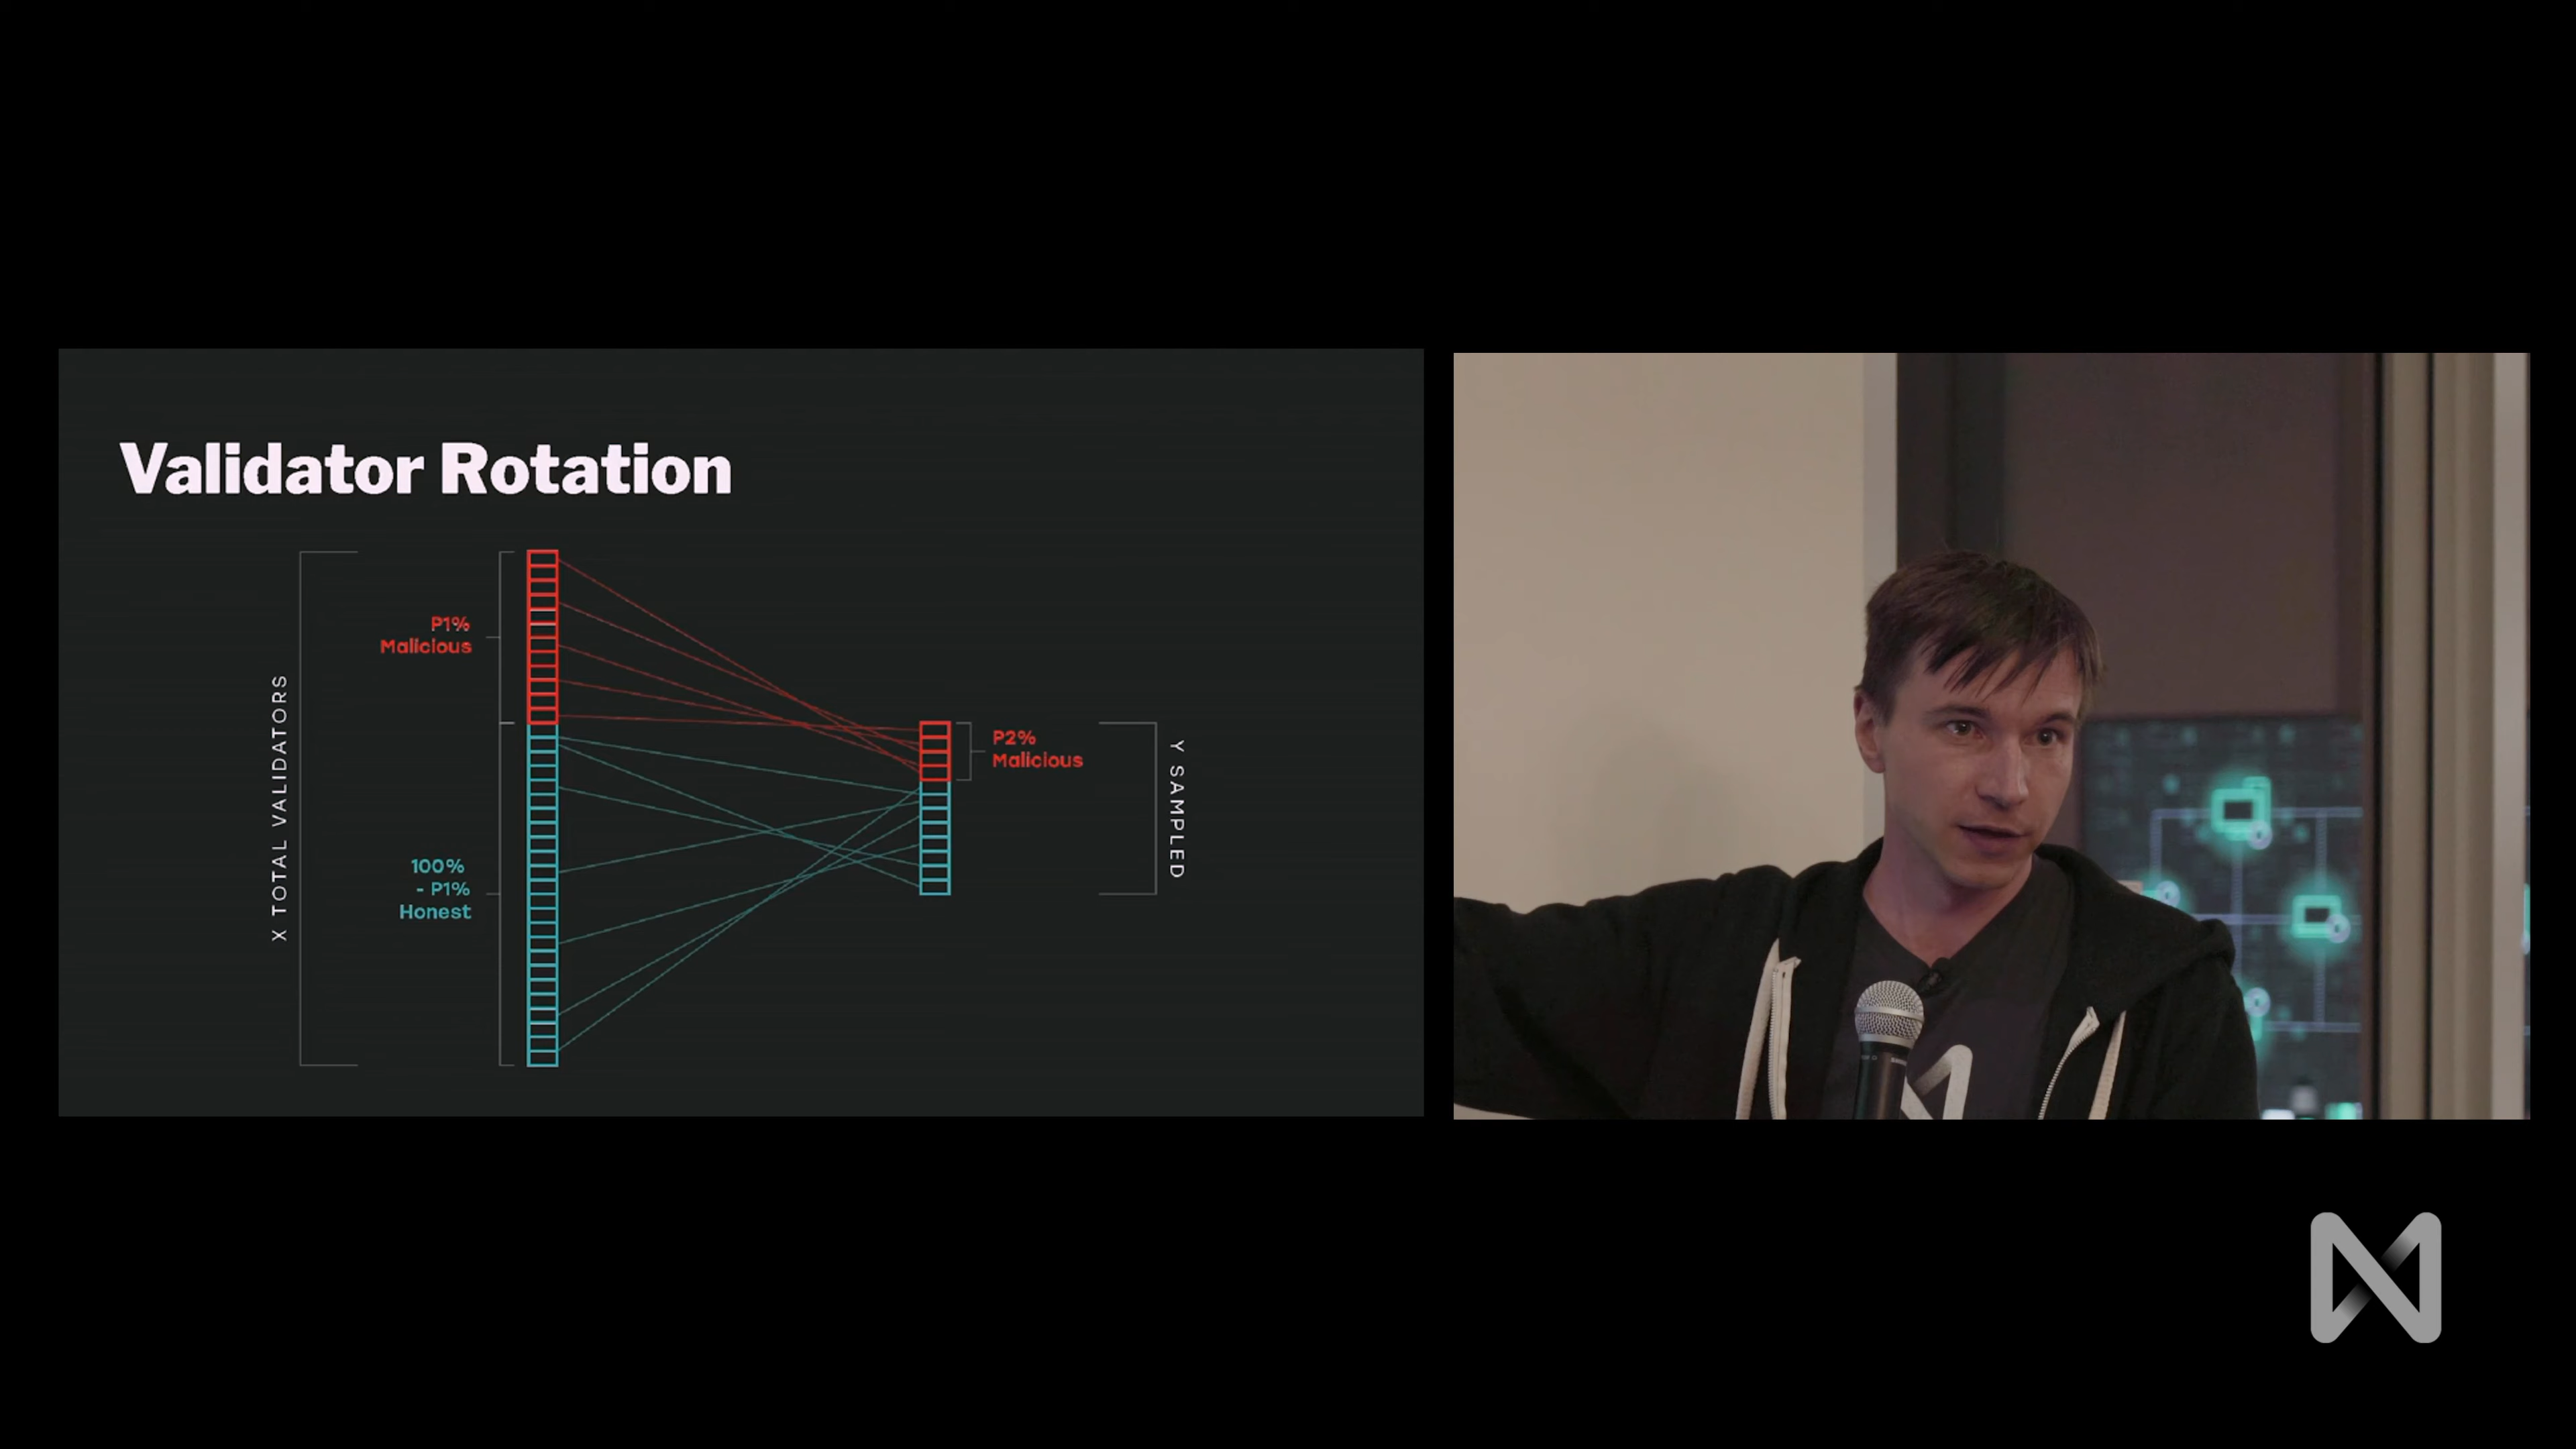 Validator Rotation
X TOTAL VALIDATORS
P1%
Malicious
100%
- P1%
Honest
P2%
Malicious
Y SAMPLED